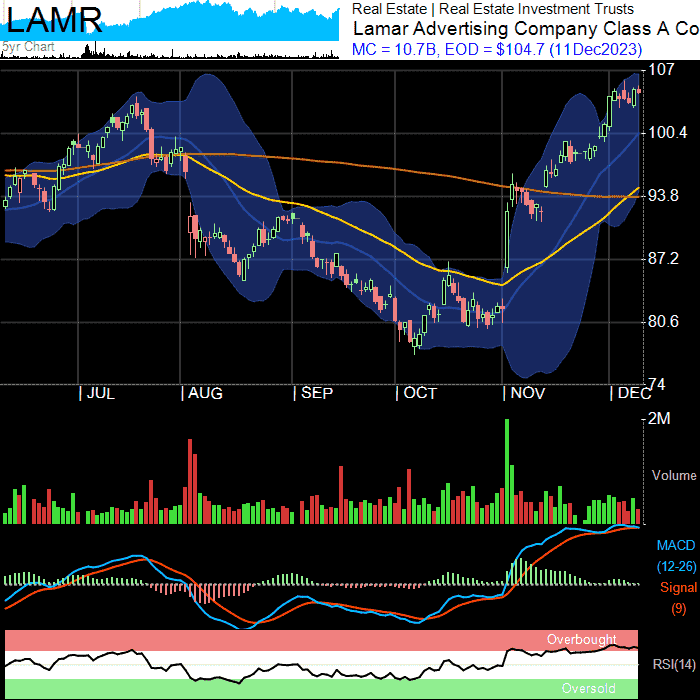 LAMR
5yr Chart
Real Estate | Real Estate Investment Trusts
Lamar Advertising Company Class A Co
MC = 10.7B, EOD = $104.7 (11Dec2023)
107
100.4
93.8
87.2
80.6
74
JUL AUG SEP OCT NOV DEC
2M
Volume
MACD
(12-26)
Signal
(9)
Overbought
RSI(14)
Oversold